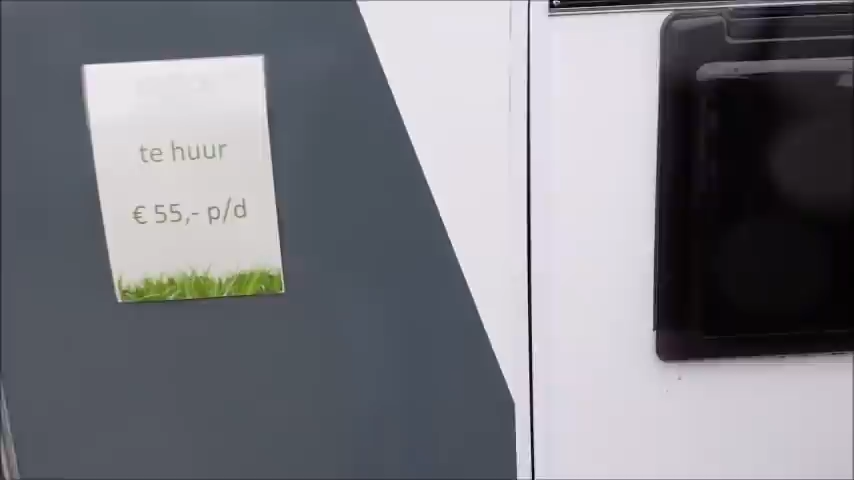 te huur
€ 55,- p/d